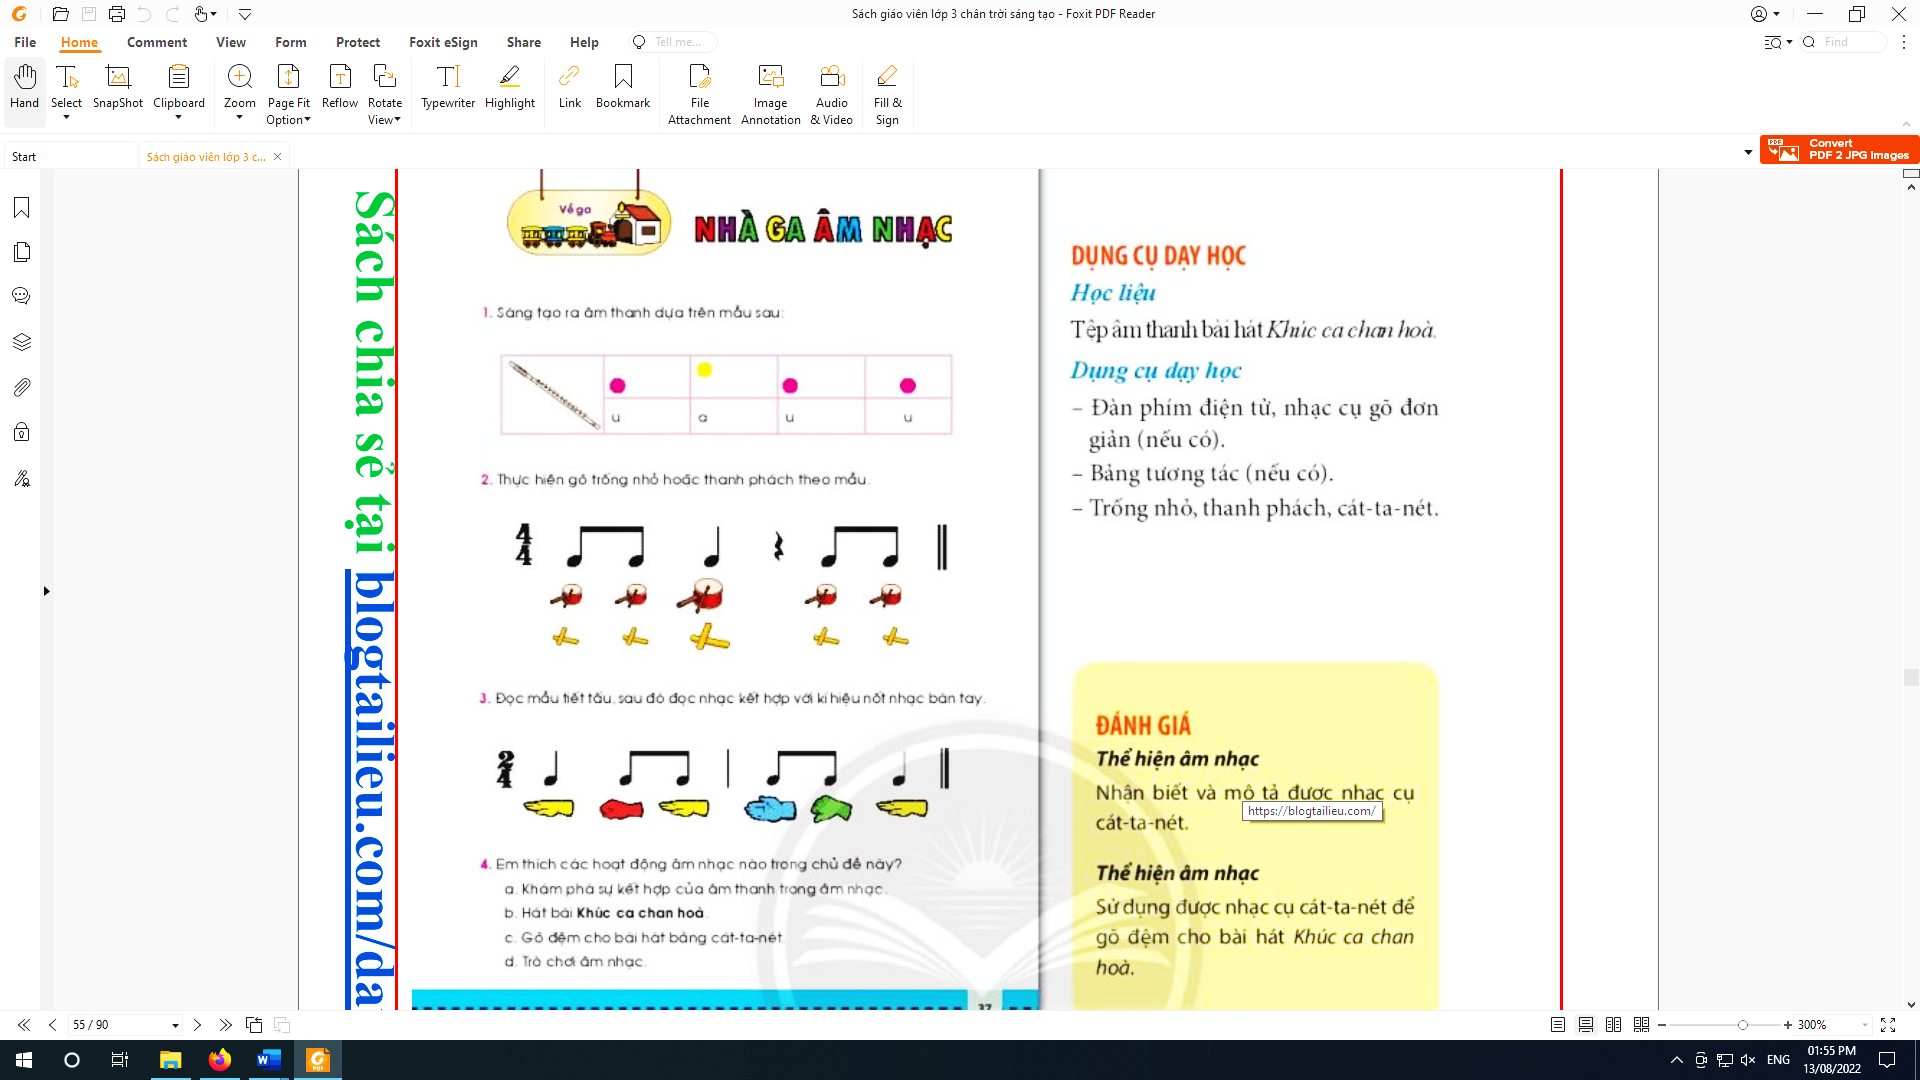 Sách giáo viên lớp 3 chân trời sáng tạo - Foxit PDF Reader
File Home Comment View Form Protect Foxit eSign Share Help Tell me... Find
Hand Select SnapShot Clipboard Zoom Page Fit Option Reflow Rotate View Typewriter Highlight Link Bookmark File Attachment Image Annotation Audio & Video Fill & Sign
Start Sách giáo viên lớp 3 c...
PDF Convert
PDF 2 JPG Images
Sách chia sẻ tại blogtailieu.com/da
Về ga
NHÀ GA ÂM NHẠC
1. Sáng tạo ra âm thanh dựa trên mẫu sau:
u a u u
2. Thực hiện gõ trống nhỏ hoặc thanh phách theo mẫu.
4
4
3. Đọc mẫu tiết tấu, sau đó đọc nhạc kết hợp với kí hiệu nốt nhạc bàn tay.
2
4
4. Em thích các hoạt động âm nhạc nào trong chủ đề này?
a. Khám phá sự kết hợp của âm thanh trong âm nhạc.
b. Hát bài Khúc ca chan hoà.
c. Gõ đệm cho bài hát bằng cát-ta-nét.
d. Trò chơi âm nhạc.
37
DỤNG CỤ DẠY HỌC
Học liệu
Tệp âm thanh bài hát Khúc ca chan hoà.
Dụng cụ dạy học
– Đàn phím điện tử, nhạc cụ gõ đơn
giản (nếu có).
– Bảng tương tác (nếu có).
– Trống nhỏ, thanh phách, cát-ta-nét.
ĐÁNH GIÁ
Thể hiện âm nhạc
Nhận biết và mô tả được nhạc cụ
https://blogtailieu.com/
cát-ta-nét.
Thể hiện âm nhạc
Sử dụng được nhạc cụ cát-ta-nét để
gõ đệm cho bài hát Khúc ca chan
hoà.
55 / 90
300%
ENG
01:55 PM
13/08/2022